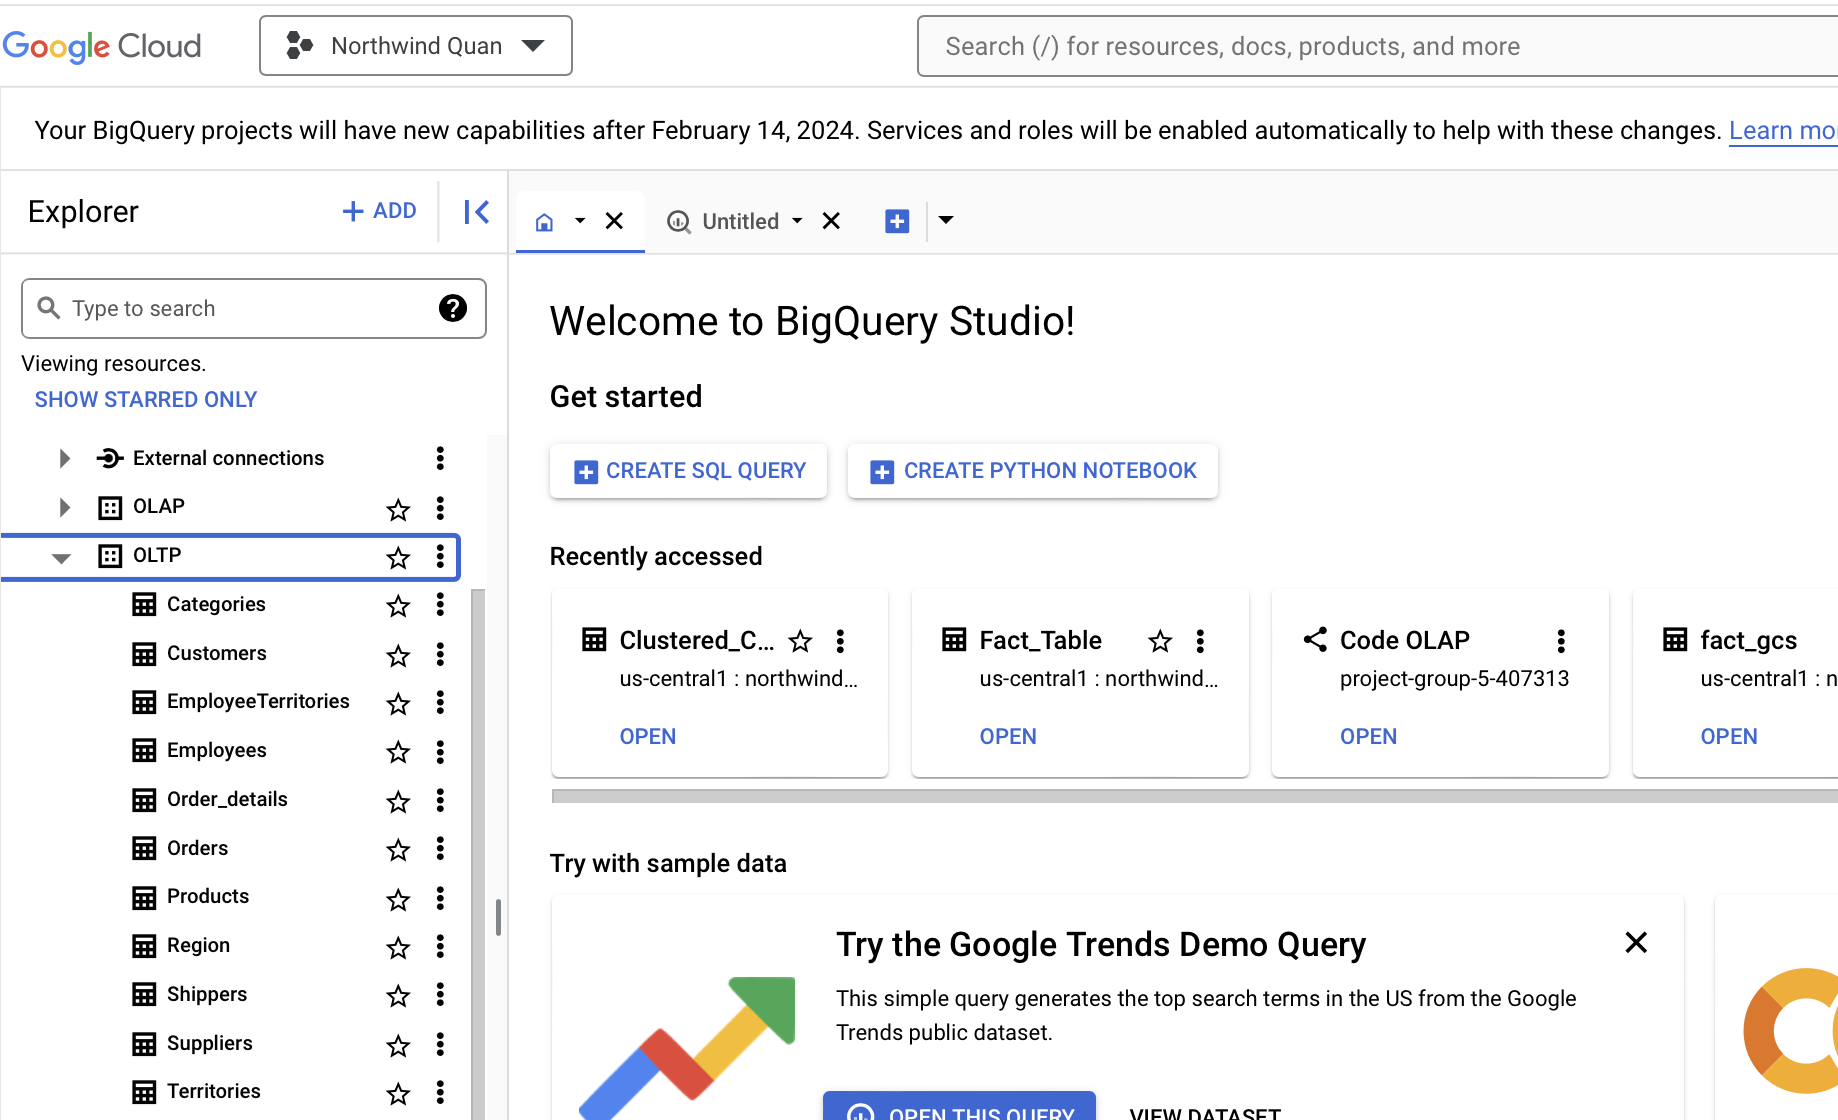 Google Cloud
Northwind Quan
Search (/) for resources, docs, products, and more
Your BigQuery projects will have new capabilities after February 14, 2024. Services and roles will be enabled automatically to help with these changes. Learn mo
Explorer
ADD
Untitled
Type to search
Viewing resources.
SHOW STARRED ONLY
External connections
OLAP
OLTP
Categories
Customers
EmployeeTerritories
Employees
Order_details
Orders
Products
Region
Shippers
Suppliers
Territories
Welcome to BigQuery Studio!
Get started
CREATE SQL QUERY
CREATE PYTHON NOTEBOOK
Recently accessed
Clustered_C...
us-central1 : northwind...
OPEN
Fact_Table
us-central1 : northwind...
OPEN
Code OLAP
project-group-5-407313
OPEN
fact_gcs
us-central1 : n
OPEN
Try with sample data
Try the Google Trends Demo Query
This simple query generates the top search terms in the US from the Google
Trends public dataset.
OPEN THIS QUERY
VIEW DATASET